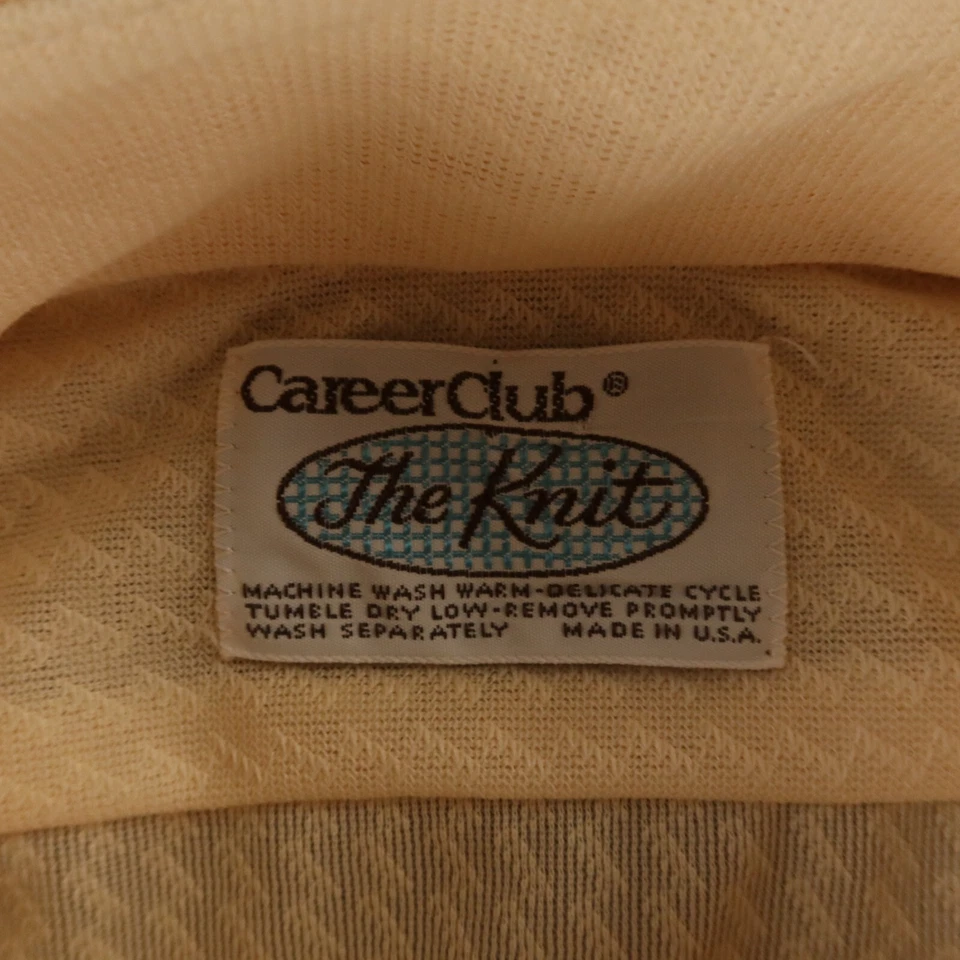 CareerClub®
The Knit
MACHINE WASH WARM-DELICATE CYCLE
TUMBLE DRY LOW-REMOVE PROMPTLY
WASH SEPARATELY MADE IN U.S.A.